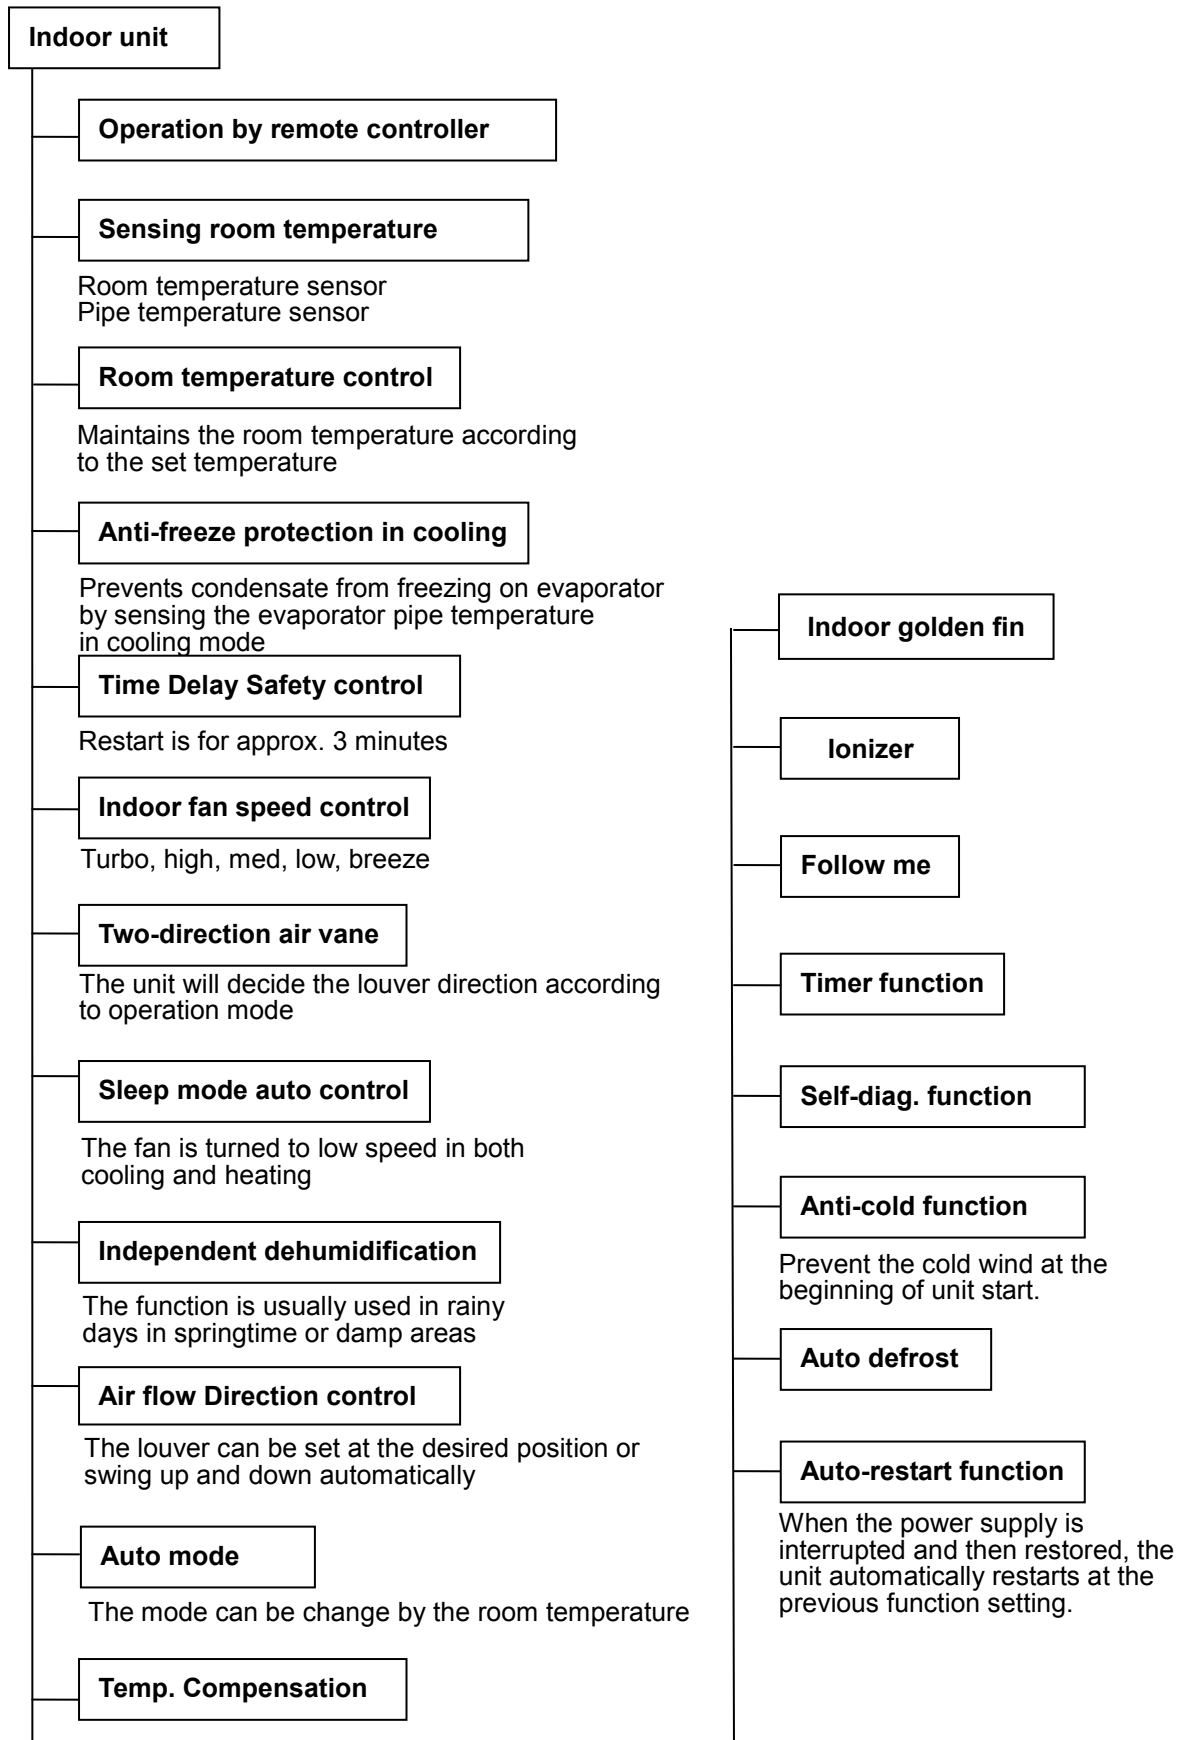 Indoor unit
Operation by remote controller
Sensing room temperature
Room temperature sensor
Pipe temperature sensor
Room temperature control
Maintains the room temperature according
to the set temperature
Anti-freeze protection in cooling
Prevents condensate from freezing on evaporator
by sensing the evaporator pipe temperature
in cooling mode
Time Delay Safety control
Restart is for approx. 3 minutes
Indoor fan speed control
Turbo, high, med, low, breeze
Two-direction air vane
The unit will decide the louver direction according
to operation mode
Sleep mode auto control
The fan is turned to low speed in both
cooling and heating
Independent dehumidification
The function is usually used in rainy
days in springtime or damp areas
Air flow Direction control
The louver can be set at the desired position or
swing up and down automatically
Auto mode
The mode can be change by the room temperature
Temp. Compensation
Indoor golden fin
Ionizer
Follow me
Timer function
Self-diag. function
Anti-cold function
Prevent the cold wind at the
beginning of unit start.
Auto defrost
Auto-restart function
When the power supply is
interrupted and then restored, the
unit automatically restarts at the
previous function setting.